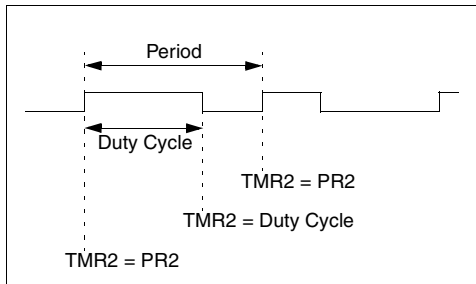 Period
Duty Cycle
TMR2 = PR2
TMR2 = Duty Cycle
TMR2 = PR2